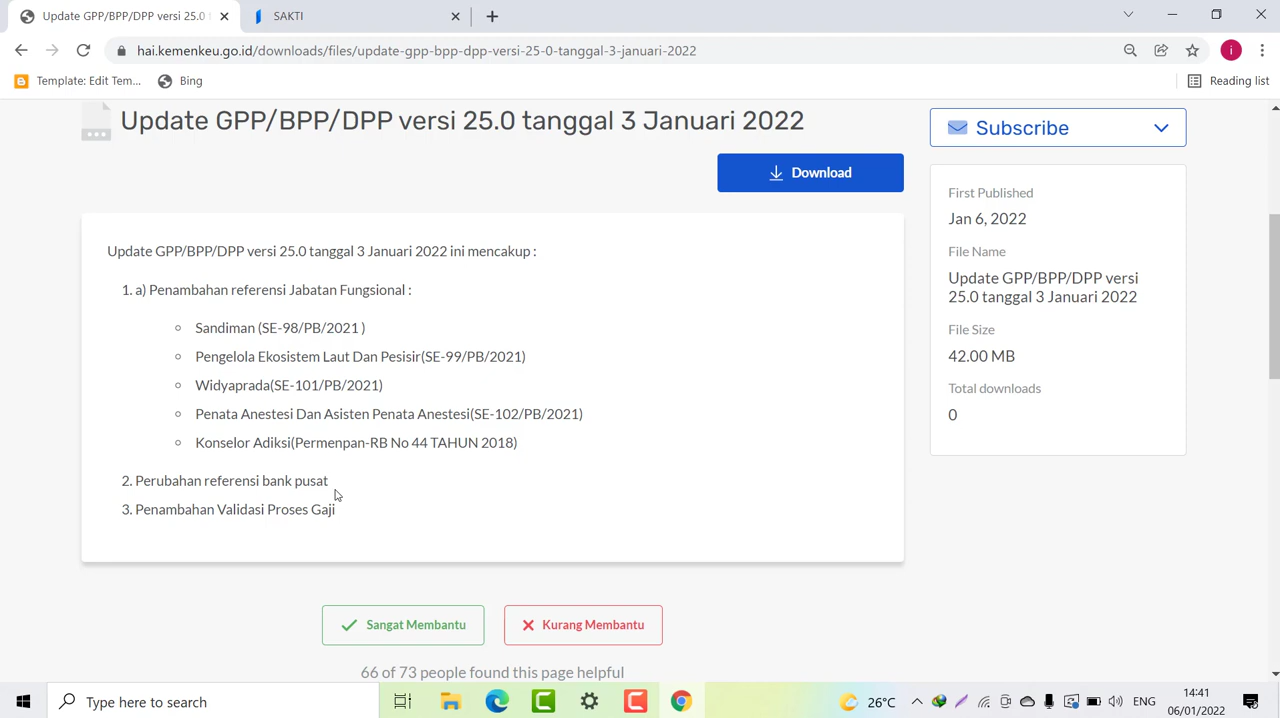 Update GPP/BPP/DPP versi 25.0
SAKTI
hai.kemenkeu.go.id/downloads/files/update-gpp-bpp-dpp-versi-25-0-tanggal-3-januari-2022
i
Template: Edit Tem...
Bing
Reading list
Update GPP/BPP/DPP versi 25.0 tanggal 3 Januari 2022
Download
Update GPP/BPP/DPP versi 25.0 tanggal 3 Januari 2022 ini mencakup :
1. a) Penambahan referensi Jabatan Fungsional :
Sandiman (SE-98/PB/2021 )
Pengelola Ekosistem Laut Dan Pesisir(SE-99/PB/2021)
Widyaprada(SE-101/PB/2021)
Penata Anestesi Dan Asisten Penata Anestesi(SE-102/PB/2021)
Konselor Adiksi(Permenpan-RB No 44 TAHUN 2018)
2. Perubahan referensi bank pusat
3. Penambahan Validasi Proses Gaji
Sangat Membantu
Kurang Membantu
66 of 73 people found this page helpful
Subscribe
First Published
Jan 6, 2022
File Name
Update GPP/BPP/DPP versi
25.0 tanggal 3 Januari 2022
File Size
42.00 MB
Total downloads
0
Type here to search
26°C
ENG
14:41
06/01/2022